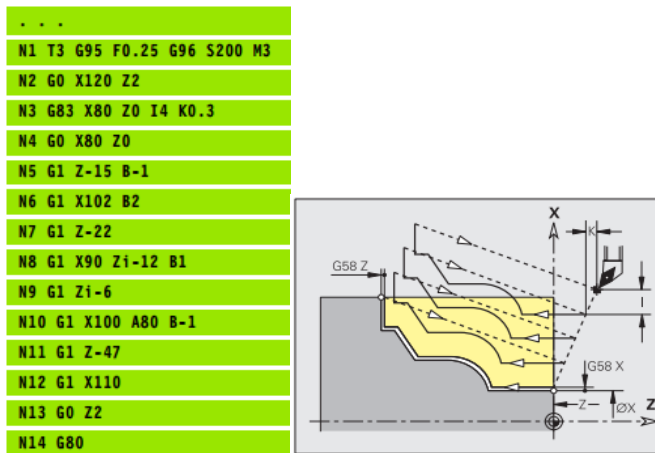 . . .
N1 T3 G95 F0.25 G96 S200 M3
N2 G0 X120 Z2
N3 G83 X80 Z0 I4 K0.3
N4 G0 X80 Z0
N5 G1 Z-15 B-1
N6 G1 X102 B2
N7 G1 Z-22
N8 G1 X90 Zi-12 B1
N9 G1 Zi-6
N10 G1 X100 A80 B-1
N11 G1 Z-47
N12 G1 X110
N13 G0 Z2
N14 G80
X
K
G58 Z
I
G58 X
Z
ØX
Z